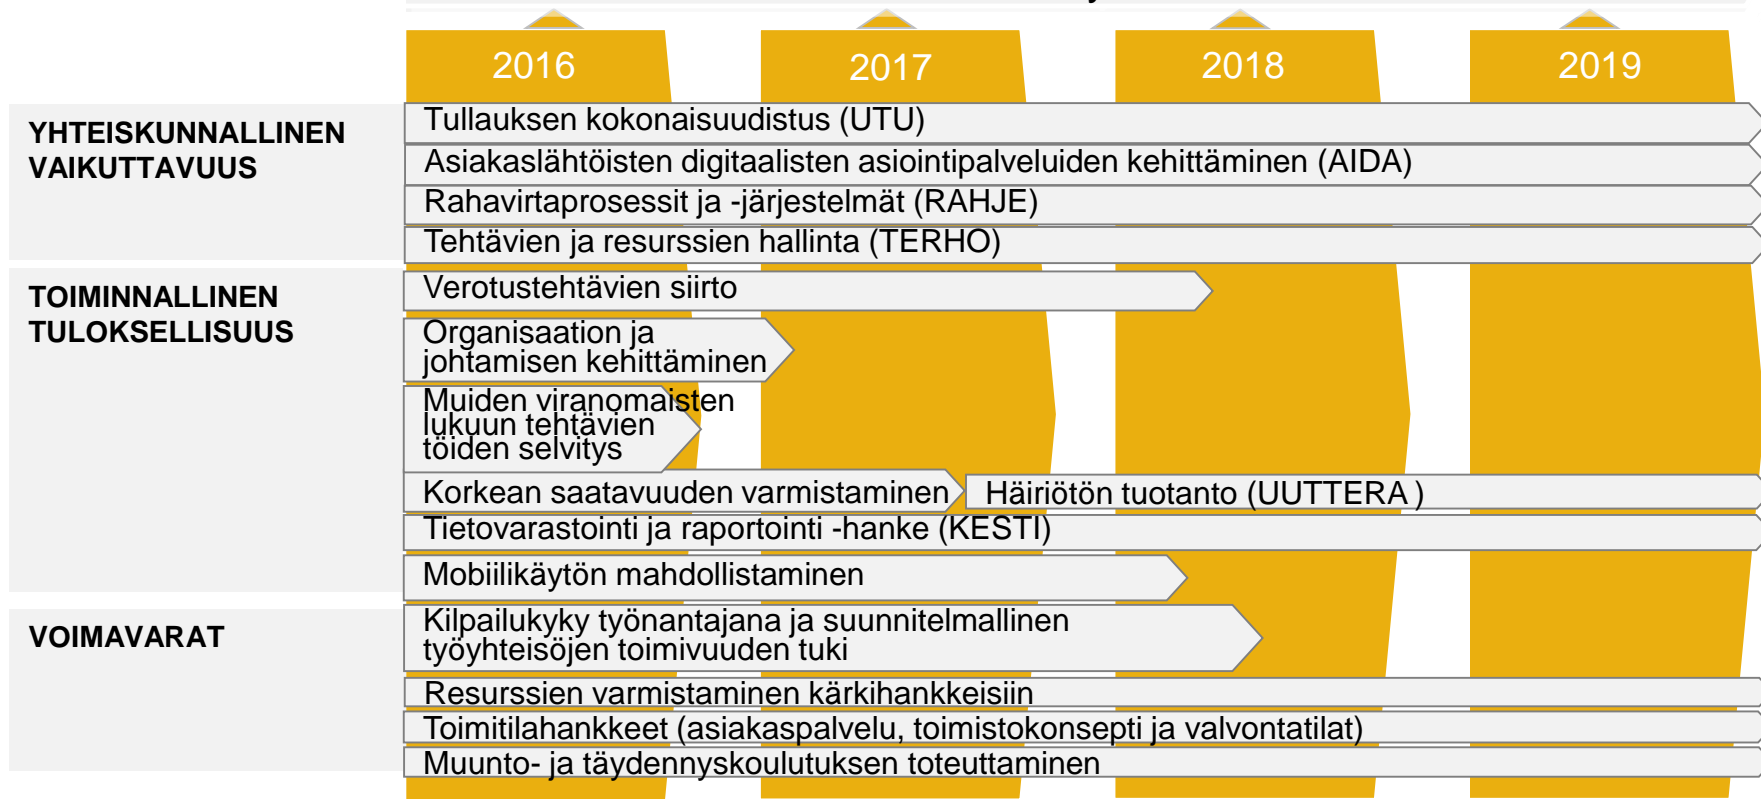 2016
2017
2018
2019
YHTEISKUNNALLINEN
VAIKUTTAVUUS
Tullauksen kokonaisuudistus (UTU)
Asiakaslähtöisten digitaalisten asiointipalveluiden kehittäminen (AIDA)
Rahavirtaprosessit ja -järjestelmät (RAHJE)
Tehtävien ja resurssien hallinta (TERHO)
TOIMINNALLINEN
TULOKSELLISUUS
Verotustehtävien siirto
Organisaation ja
johtamisen kehittäminen
Muiden viranomaisten
lukuun tehtävien
töiden selvitys
Korkean saatavuuden varmistaminen
Häiriötön tuotanto (UUTTERA )
Tietovarastointi ja raportointi -hanke (KESTI)
Mobiilikäytön mahdollistaminen
VOIMAVARAT
Kilpailukyky työnantajana ja suunnitelmallinen
työyhteisöjen toimivuuden tuki
Resurssien varmistaminen kärkihankkeisiin
Toimitilahankkeet (asiakaspalvelu, toimistokonsepti ja valvontatilat)
Muunto- ja täydennyskoulutuksen toteuttaminen